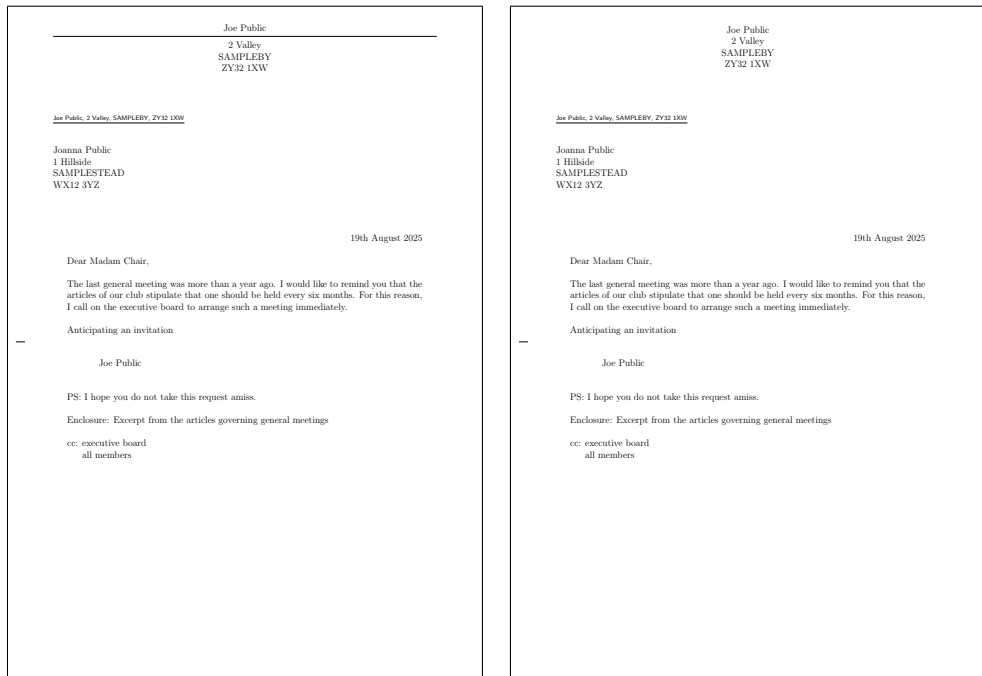 Joe Public
2 Valley
SAMPLEBY
ZY32 1XW
Joe Public, 2 Valley, SAMPLEBY, ZY32 1XW
Joanna Public
1 Hillside
SAMPLESTEAD
WX12 3YZ
19th August 2025
Dear Madam Chair,
The last general meeting was more than a year ago. I would like to remind you that the
articles of our club stipulate that one should be held every six months. For this reason,
I call on the executive board to arrange such a meeting immediately.
Anticipating an invitation
Joe Public
PS: I hope you do not take this request amiss.
Enclosure: Excerpt from the articles governing general meetings
cc: executive board
all members
Joe Public
2 Valley
SAMPLEBY
ZY32 1XW
Joe Public, 2 Valley, SAMPLEBY, ZY32 1XW
Joanna Public
1 Hillside
SAMPLESTEAD
WX12 3YZ
19th August 2025
Dear Madam Chair,
The last general meeting was more than a year ago. I would like to remind you that the
articles of our club stipulate that one should be held every six months. For this reason,
I call on the executive board to arrange such a meeting immediately.
Anticipating an invitation
Joe Public
PS: I hope you do not take this request amiss.
Enclosure: Excerpt from the articles governing general meetings
cc: executive board
all members